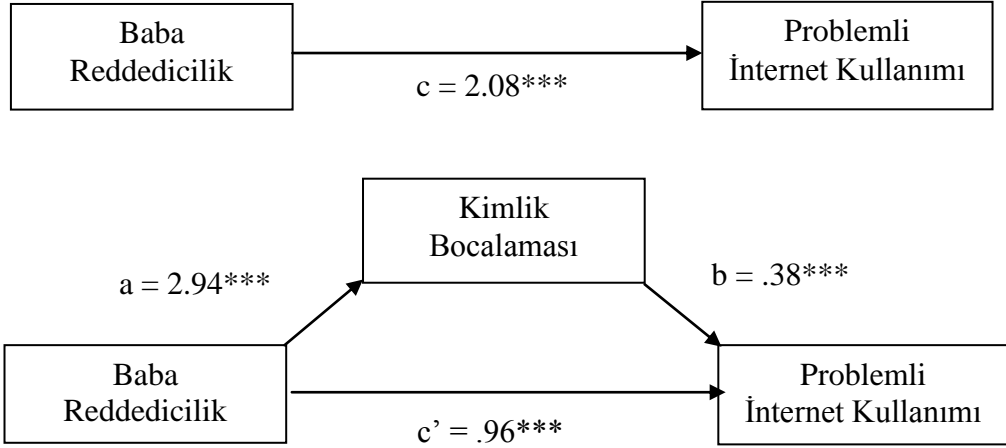 Baba
Reddedicilik
Problemli
İnternet Kullanımı
c = 2.08***
Kimlik
Bocalaması
a = 2.94***
b = .38***
Baba
Reddedicilik
Problemli
İnternet Kullanımı
c’ = .96***